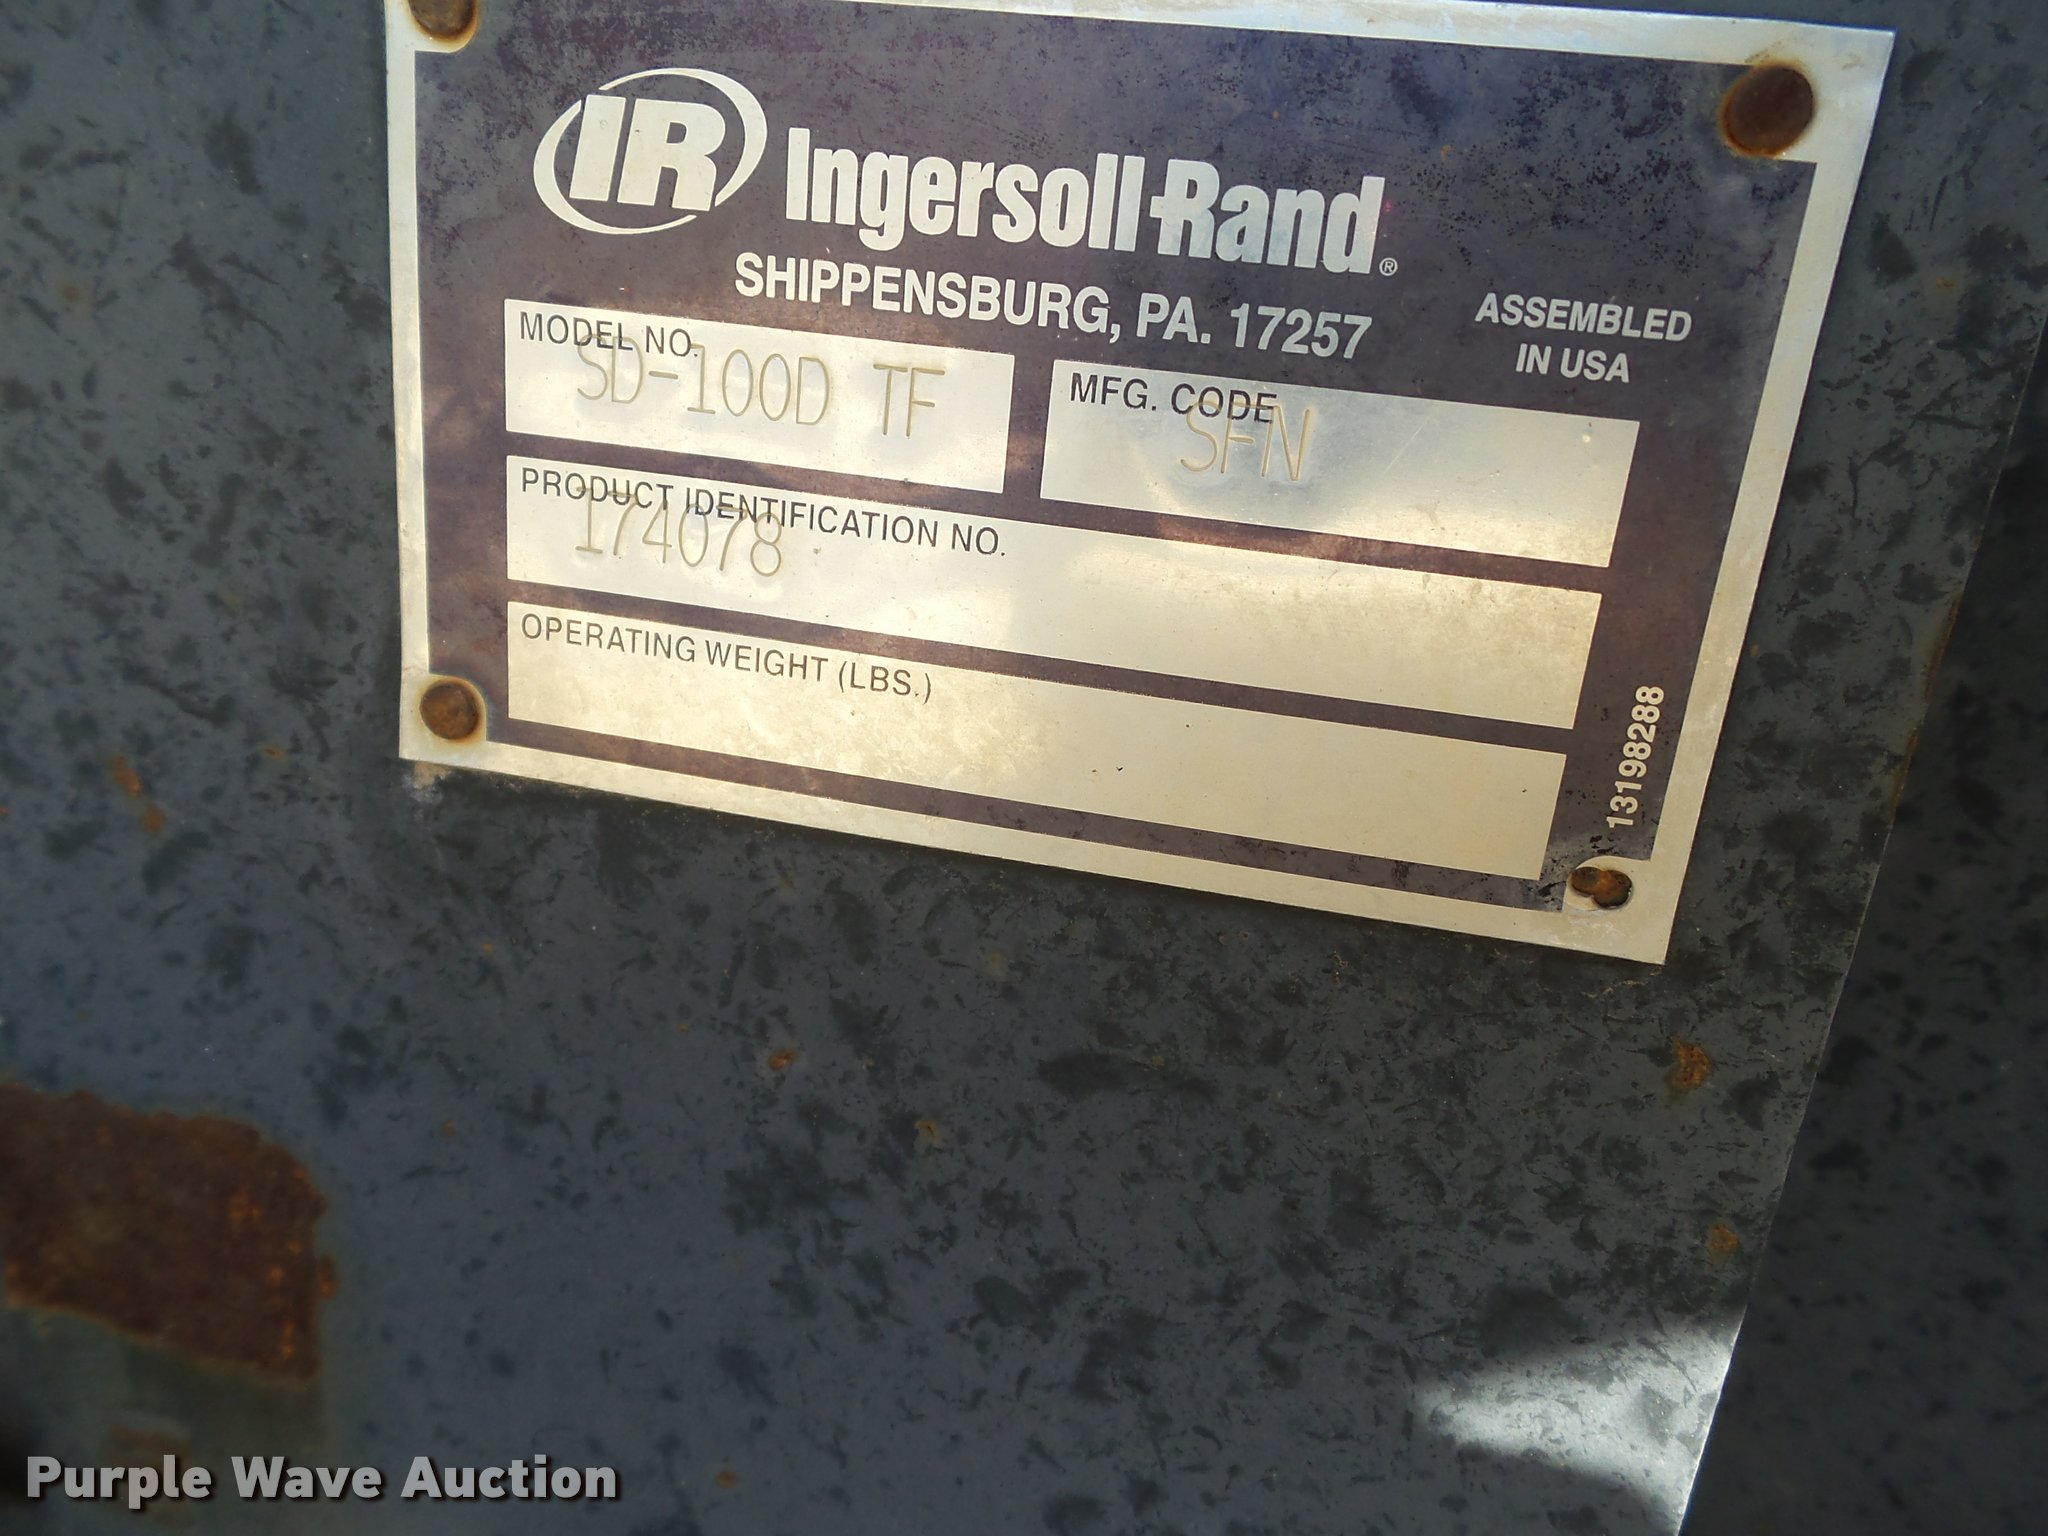 IR Ingersoll-Rand®
SHIPPENSBURG, PA. 17257
ASSEMBLED
IN USA
MODEL NO.
SD-100D TF
MFG. CODE
SFN
PRODUCT IDENTIFICATION NO.
174078
OPERATING WEIGHT (LBS.)
13198288
Purple Wave Auction